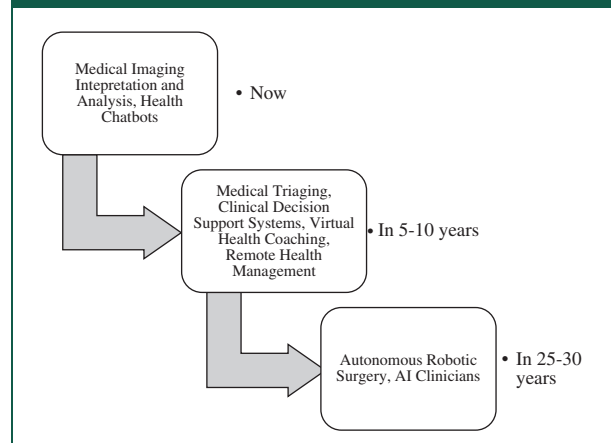 Medical Imaging
Intepretation and
Analysis, Health
Chatbots
• Now
Medical Triaging,
Clinical Decision
Support Systems, Virtual
Health Coaching,
Remote Health
Management
• In 5-10 years
Autonomous Robotic
Surgery, AI Clinicians
• In 25-30
years